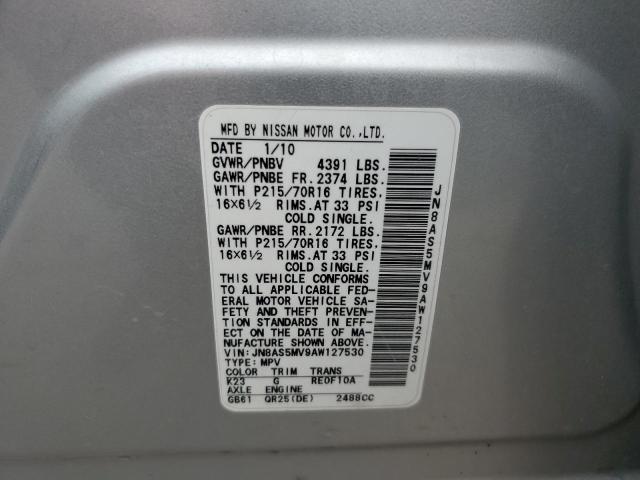 MFD BY NISSAN MOTOR CO.,LTD.
DATE 1/10
GVWR/PNBV 4391 LBS.
GAWR/PNBE FR. 2374 LBS.
WITH P215/70R16 TIRES,
16X6½ RIMS. AT 33 PSI
COLD SINGLE.
GAWR/PNBE RR. 2172 LBS.
WITH P215/70R16 TIRES,
16X6½ RIMS. AT 33 PSI
COLD SINGLE.
THIS VEHICLE CONFORMS
TO ALL APPLICABLE FED-
ERAL MOTOR VEHICLE SA-
FETY AND THEFT PREVENTION
STANDARDS IN EFF-
ECT ON THE DATE OF MA-
NUFACTURE SHOWN ABOVE.
VIN: JN8AS5MV9AW127530
TYPE: MPV
COLOR TRIM TRANS
K23 G RE0F10A
AXLE ENGINE
GB61 QR25(DE) 2488CC
JN8AS5MV9AW127530